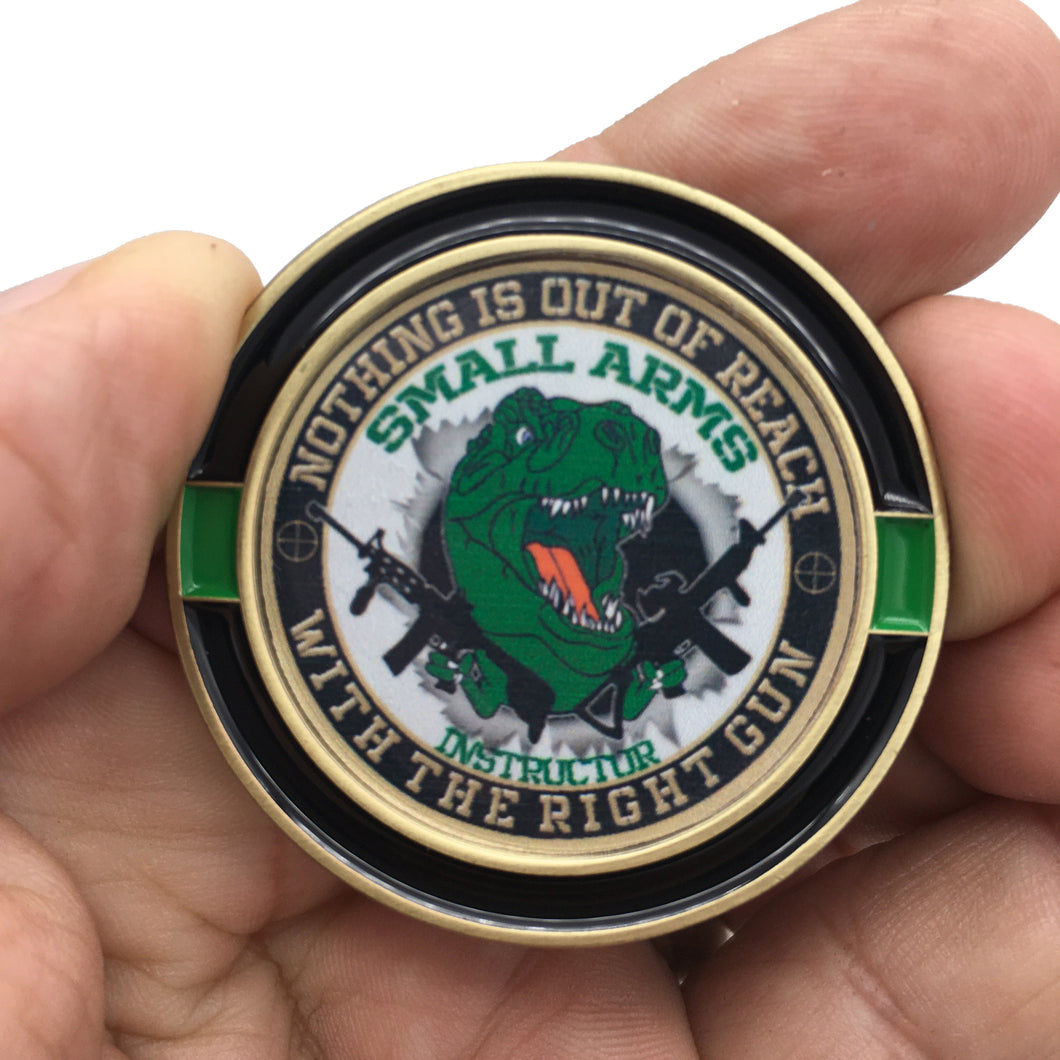 NOTHING IS OUT OF REACH
SMALL ARMS
INSTRUCTOR
WITH THE RIGHT GUN